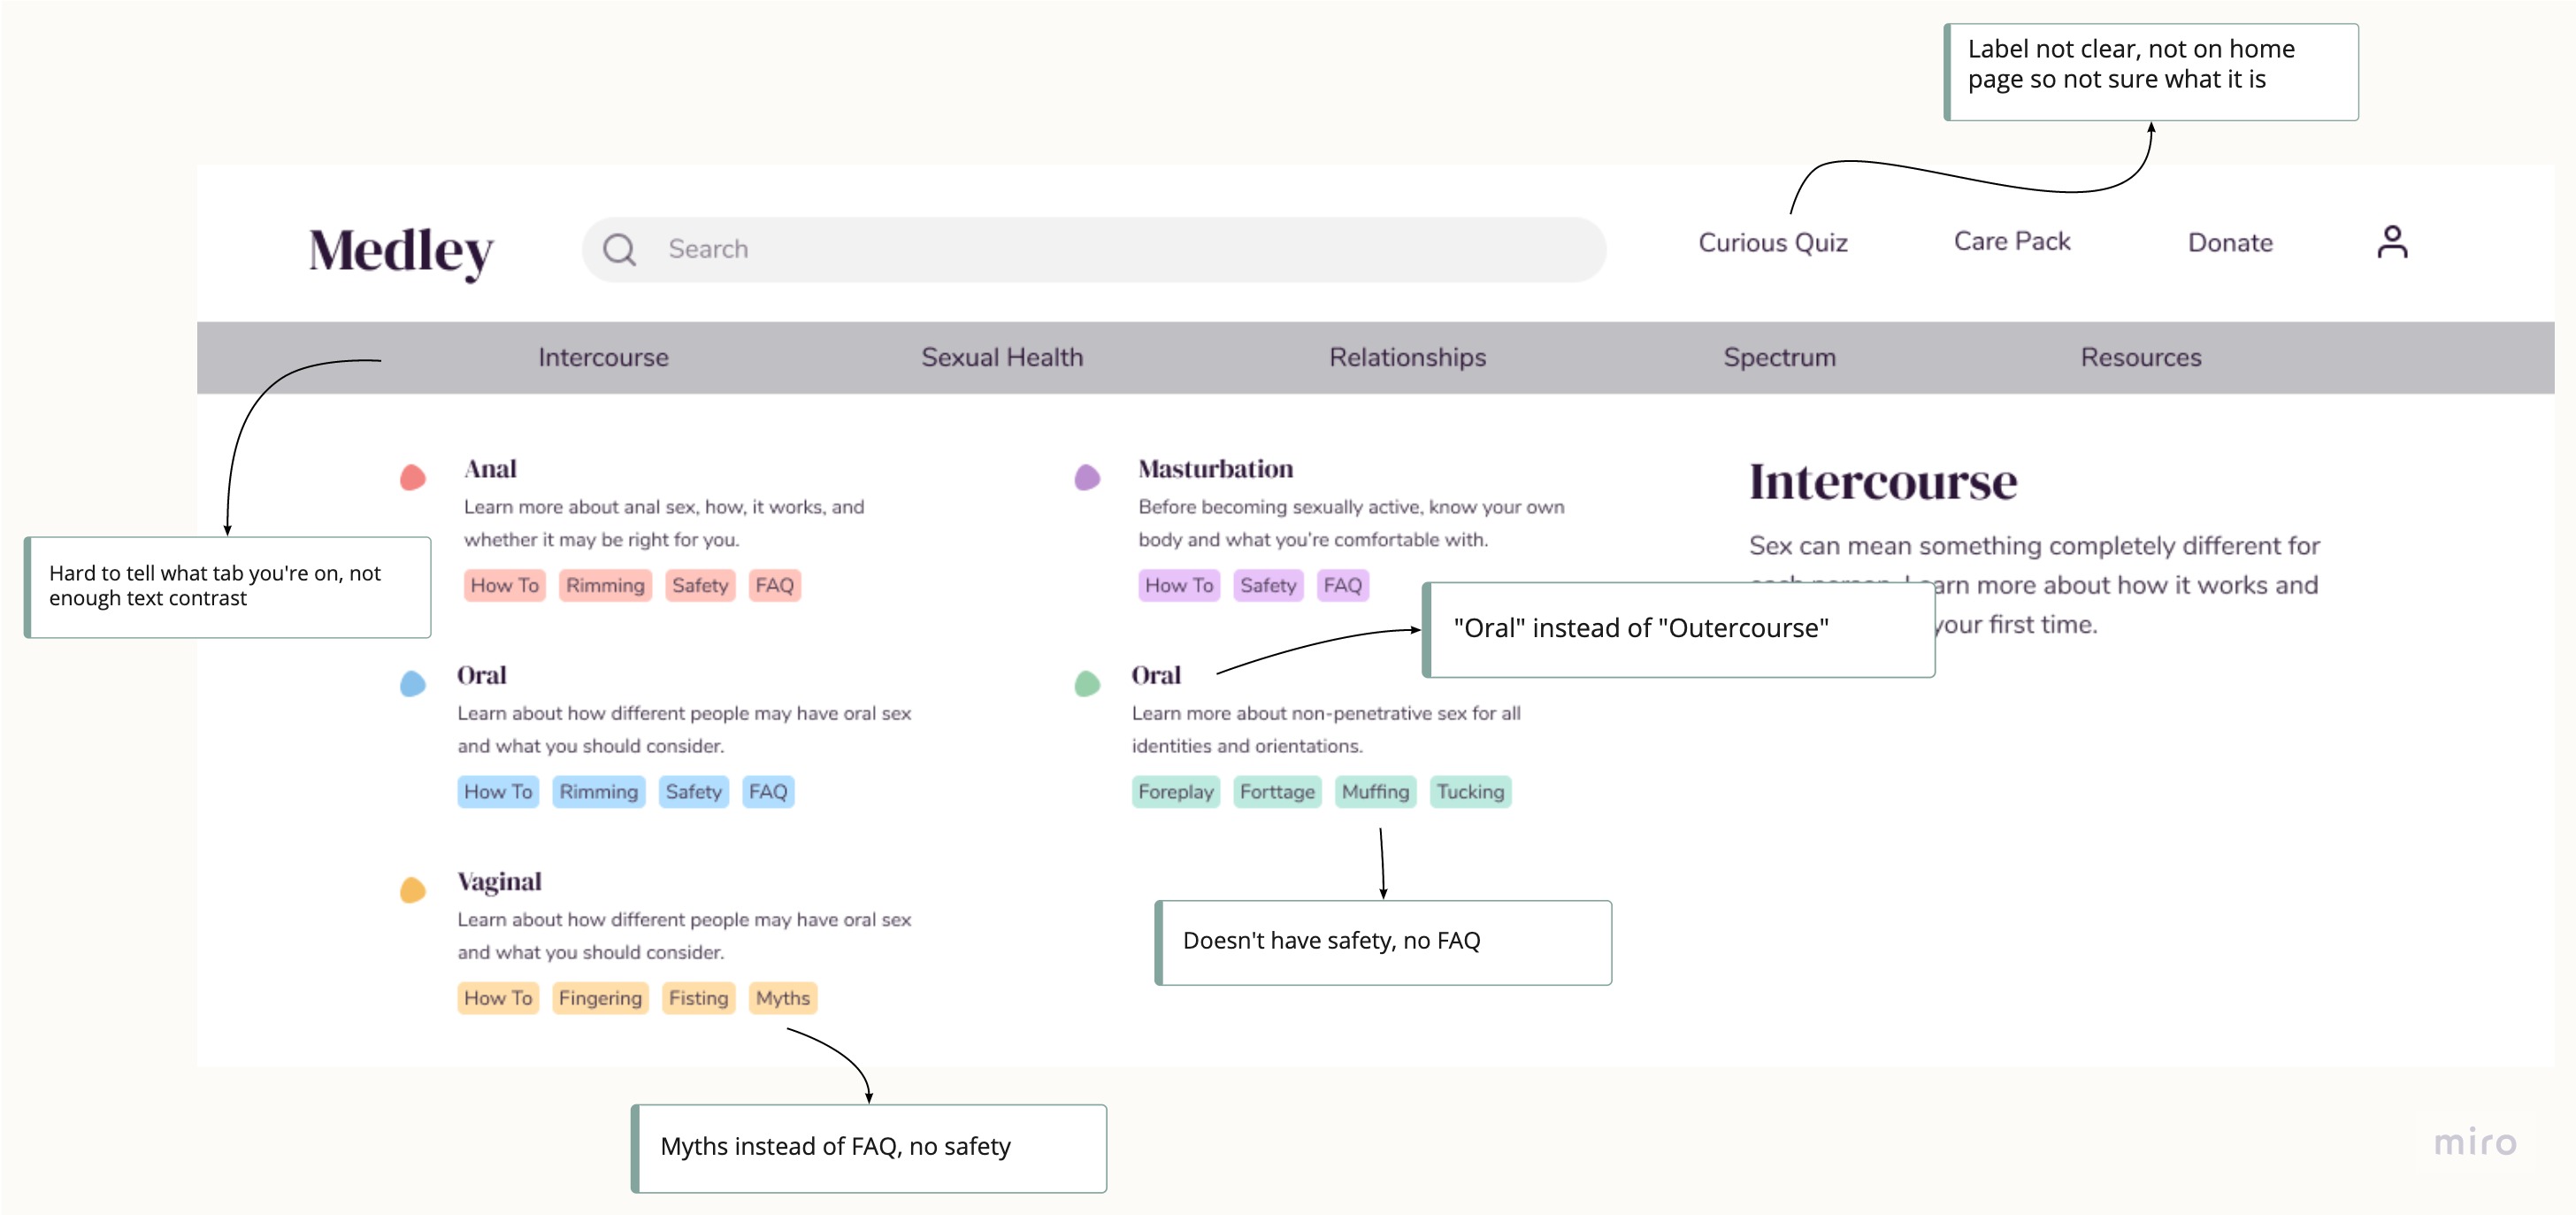 Label not clear, not on home
page so not sure what it is
Medley
Search
Curious Quiz
Care Pack
Donate
Intercourse
Sexual Health
Relationships
Spectrum
Resources
Hard to tell what tab you're on, not
enough text contrast
Anal
Learn more about anal sex, how, it works, and
whether it may be right for you.
How To
Rimming
Safety
FAQ
Masturbation
Before becoming sexually active, know your own
body and what you're comfortable with.
How To
Safety
FAQ
Intercourse
Sex can mean something completely different for
more about how it works and
your first time.
"Oral" instead of "Outercourse"
Oral
Learn about how different people may have oral sex
and what you should consider.
How To
Rimming
Safety
FAQ
Oral
Learn more about non-penetrative sex for all
identities and orientations.
Foreplay
Forttage
Muffing
Tucking
Doesn't have safety, no FAQ
Vaginal
Learn about how different people may have oral sex
and what you should consider.
How To
Fingering
Fisting
Myths
Myths instead of FAQ, no safety
miro